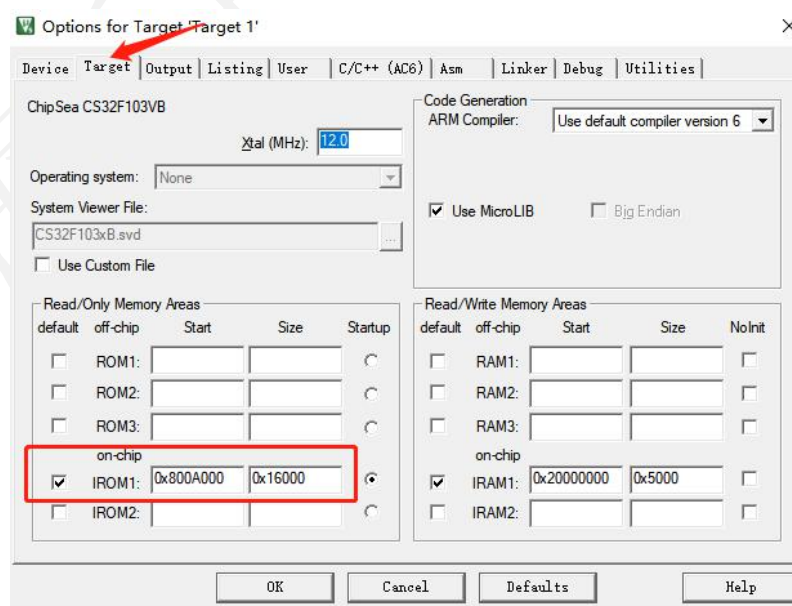 Options for Target 'Target 1'
Device Target Output Listing User C/C++ (AC6) Asm Linker Debug Utilities
ChipSea CS32F103VB
Xtal (MHz): 12.0
Operating system: None
System Viewer File:
CS32F103xB.svd ...
Use Custom File
Code Generation
ARM Compiler: Use default compiler version 6
Use MicroLIB Big Endian
Read/Only Memory Areas
default off-chip Start Size Startup
ROM1:
ROM2:
ROM3:
on-chip
IROM1: 0x800A000 0x16000
IROM2:
Read/Write Memory Areas
default off-chip Start Size NoInit
RAM1:
RAM2:
RAM3:
on-chip
IRAM1: 0x20000000 0x5000
IRAM2:
OK Cancel Defaults Help